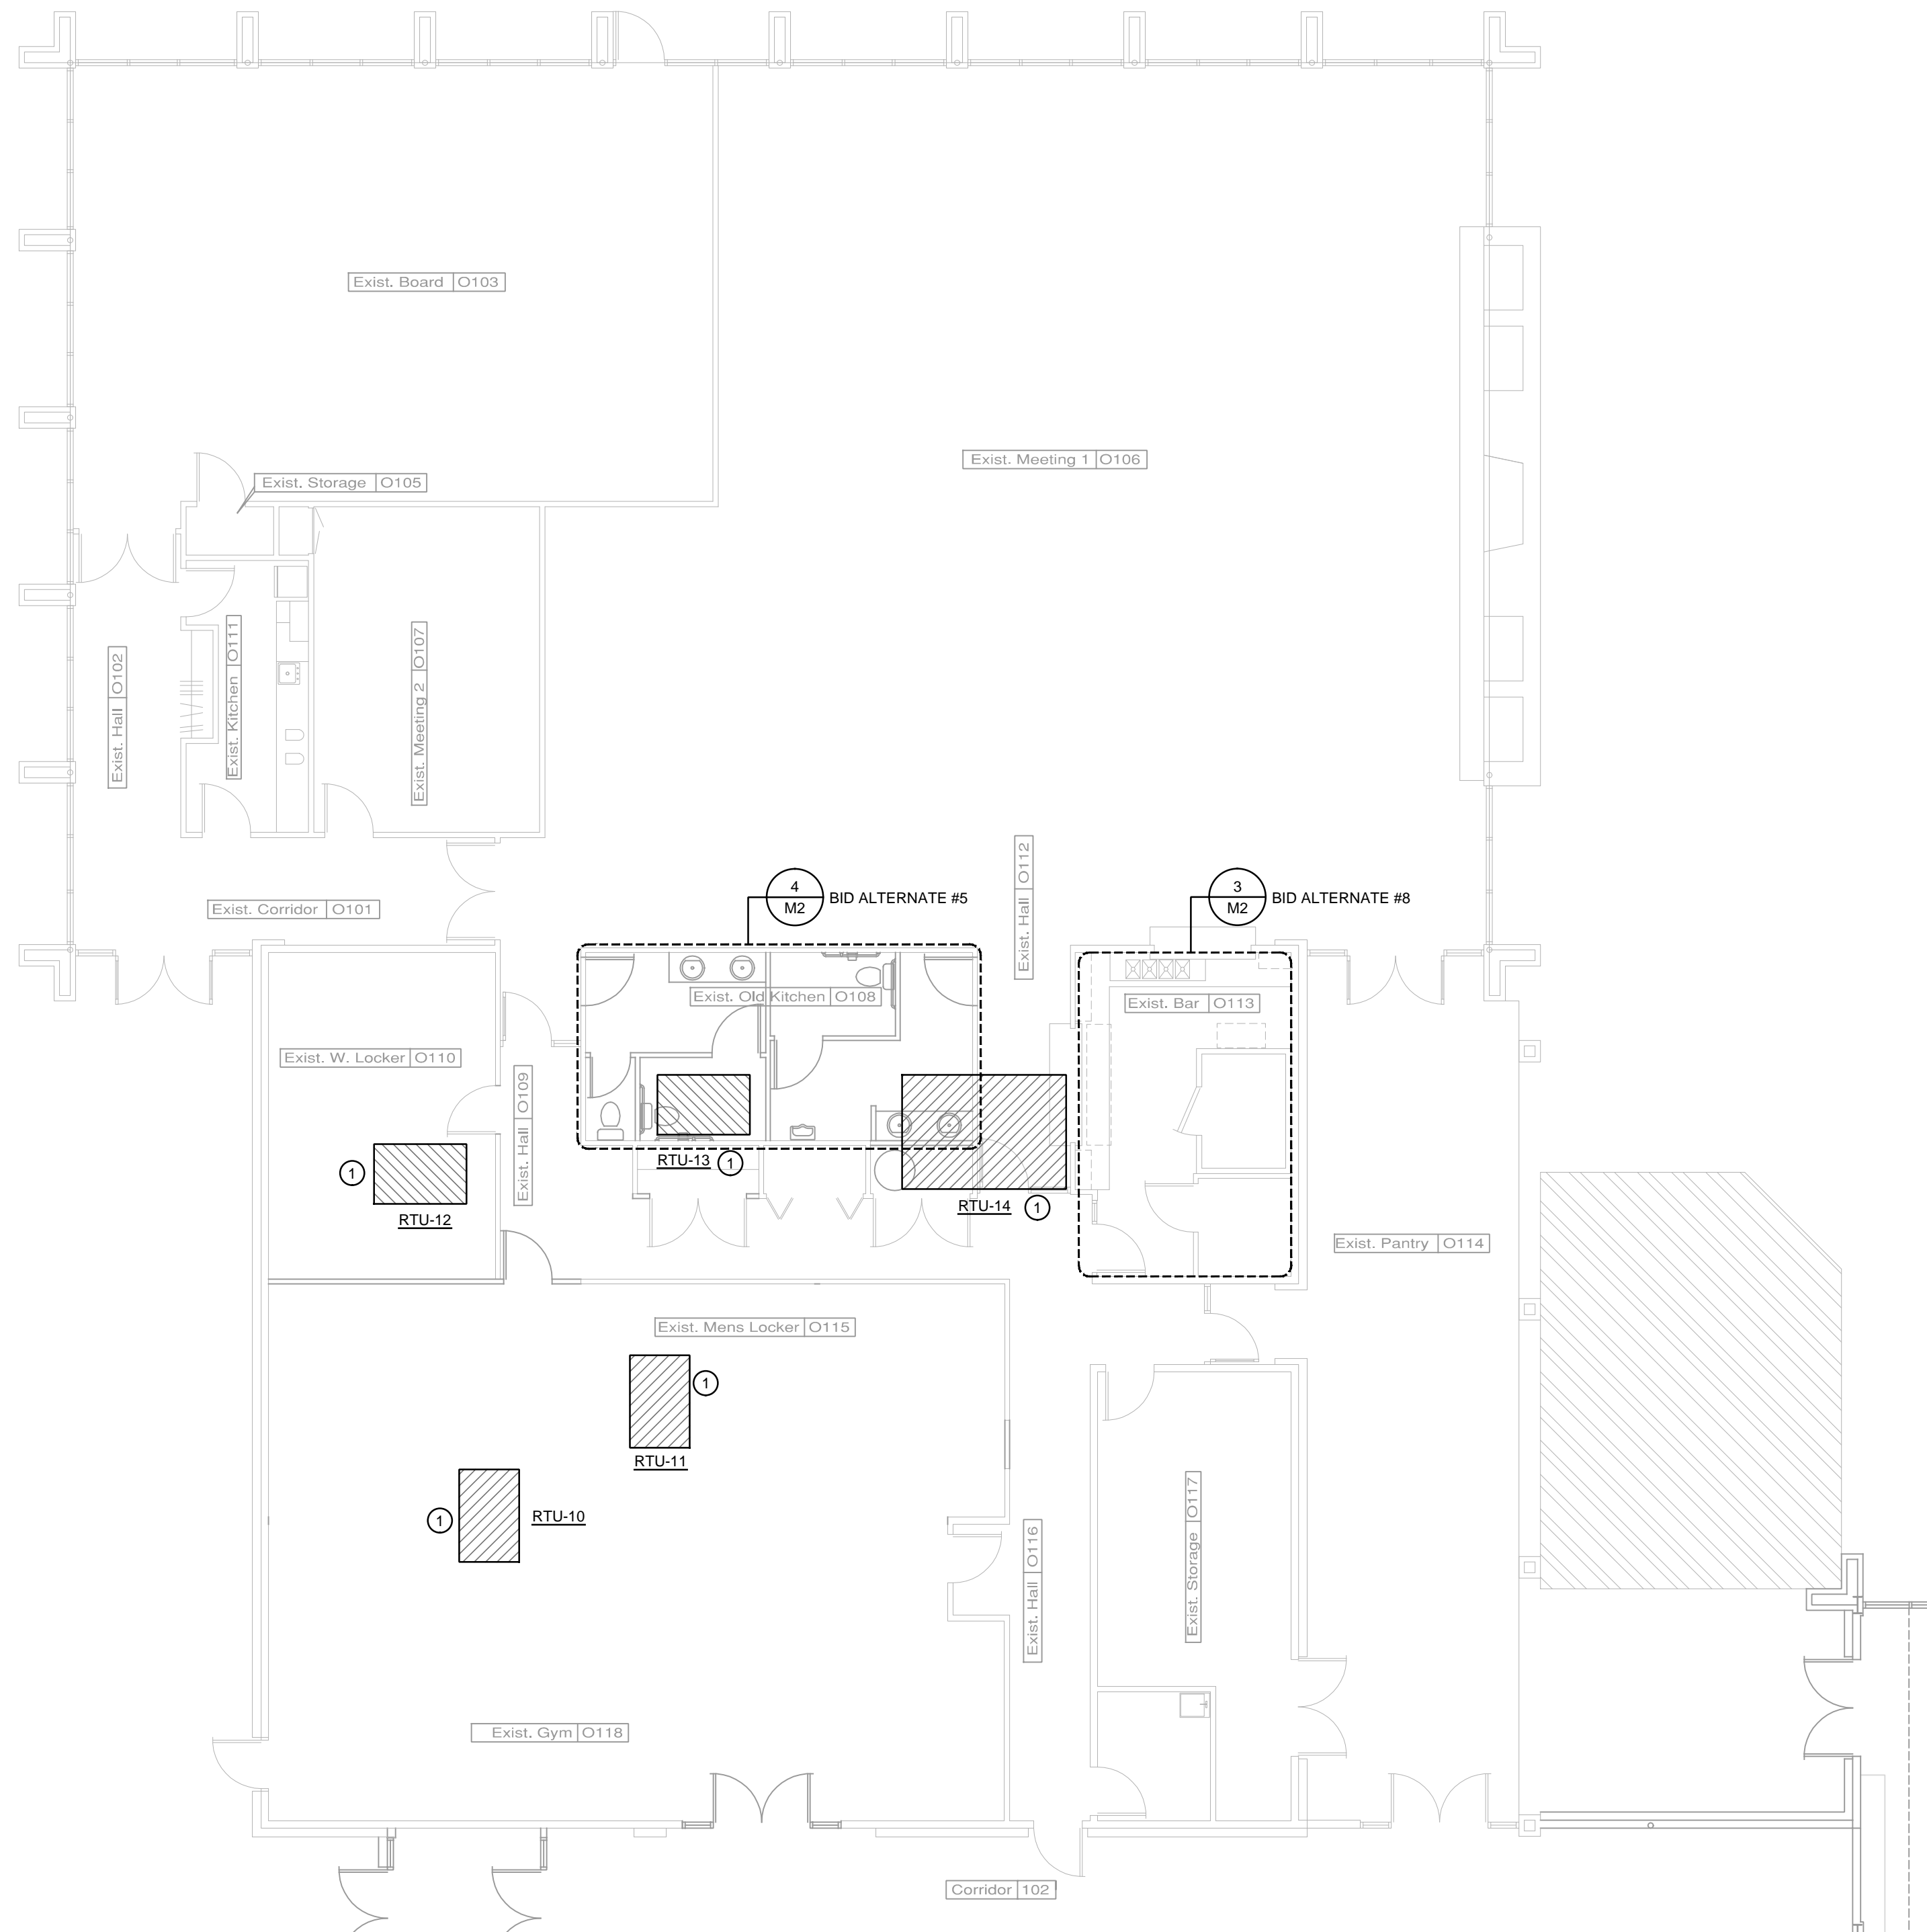 Exist. Board O103
Exist. Meeting 1 O106
Exist. Storage O105
Exist. Hall O102
Exist. Kitchen O111
Exist. Meeting 2 O107
Exist. Hall O112
4
M2
BID ALTERNATE #5
3
M2
BID ALTERNATE #8
Exist. Corridor O101
Exist. Old Kitchen O108
Exist. Bar O113
Exist. W. Locker O110
Exist. Hall O109
1
RTU-12
RTU-13
1
RTU-14
1
Exist. Pantry O114
Exist. Mens Locker O115
1
RTU-11
1
RTU-10
Exist. Hall O116
Exist. Storage O117
Exist. Gym O118
Corridor 102